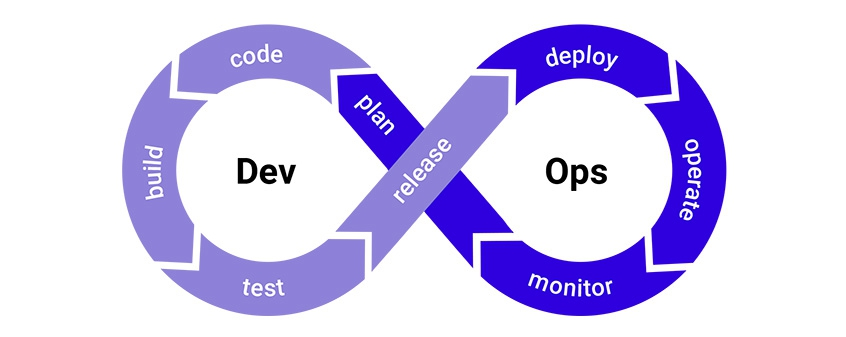 code
deploy
plan
build
Dev
release
Ops
operate
test
monitor